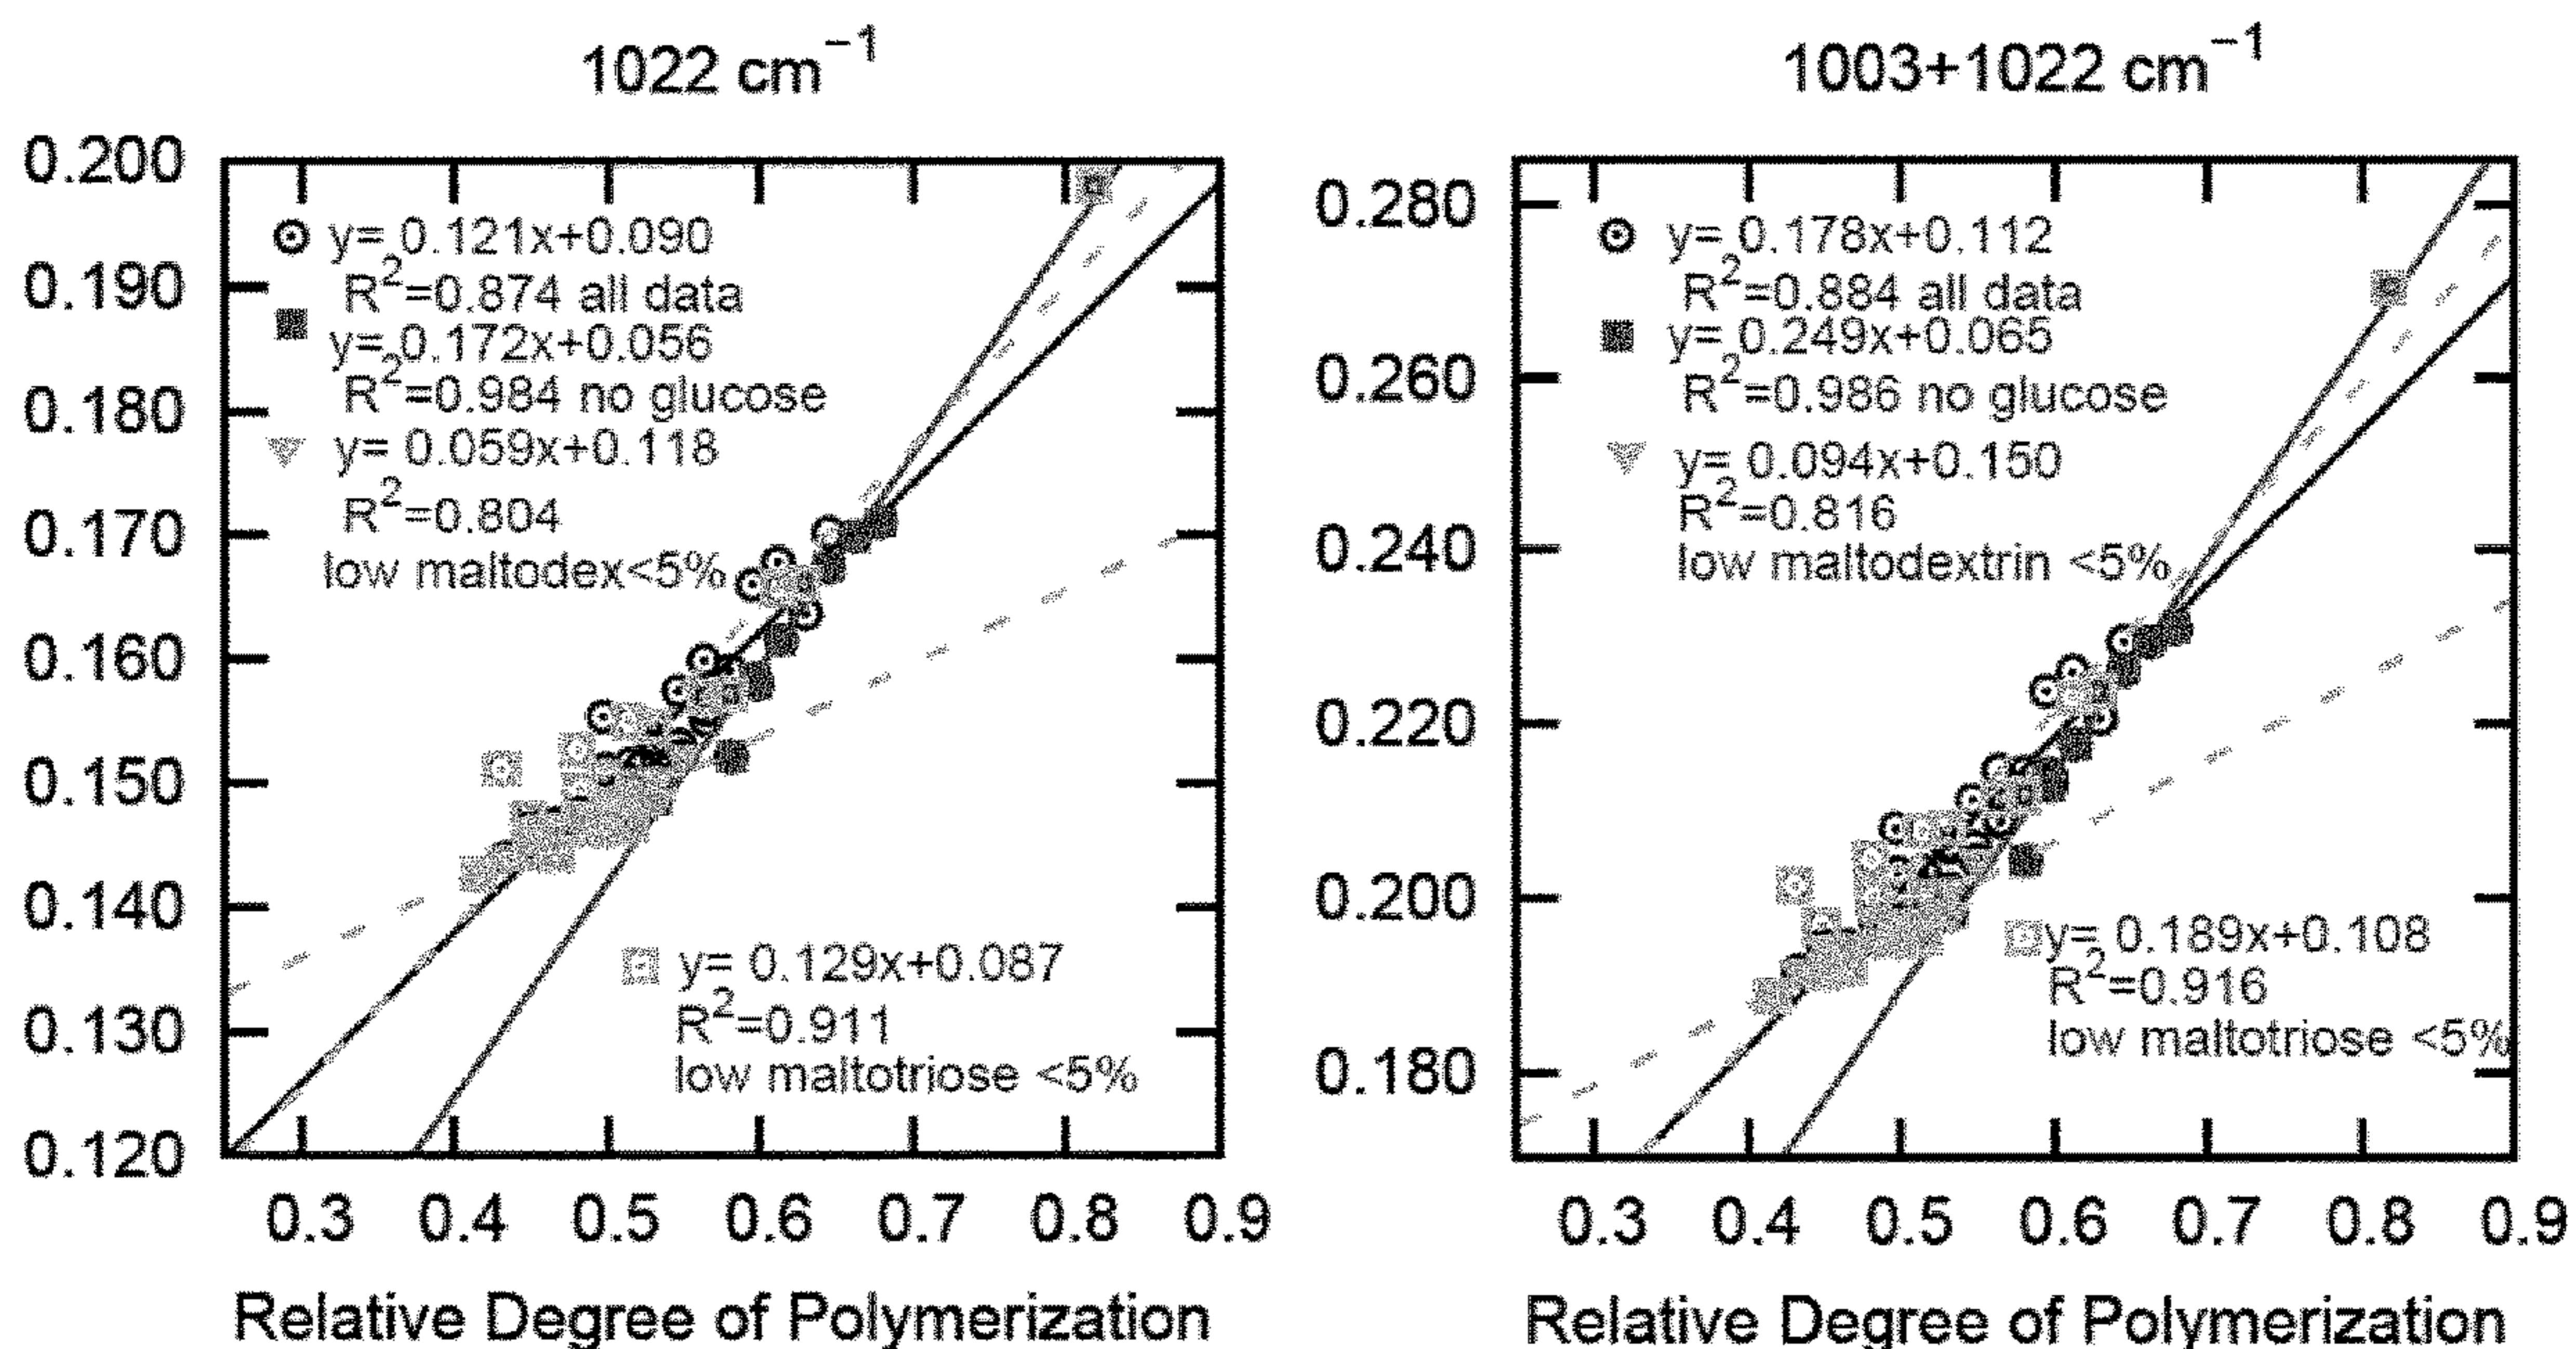 1022 cm⁻¹
0.200
0.190
0.180
0.170
0.160
0.150
0.140
0.130
0.120
y= 0.121x+0.090
R²=0.874 all data
y= 0.172x+0.056
R²=0.984 no glucose
y= 0.059x+0.118
R²=0.804
low maltodex<5%
y= 0.129x+0.087
R²=0.911
low maltotriose <5%
0.3 0.4 0.5 0.6 0.7 0.8 0.9
Relative Degree of Polymerization
1003+1022 cm⁻¹
0.280
0.260
0.240
0.220
0.200
0.180
y= 0.178x+0.112
R²=0.884 all data
y= 0.249x+0.065
R²=0.986 no glucose
y= 0.094x+0.150
R²=0.816
low maltodextrin <5%
y= 0.189x+0.108
R²=0.916
low maltotriose <5%
0.3 0.4 0.5 0.6 0.7 0.8 0.9
Relative Degree of Polymerization